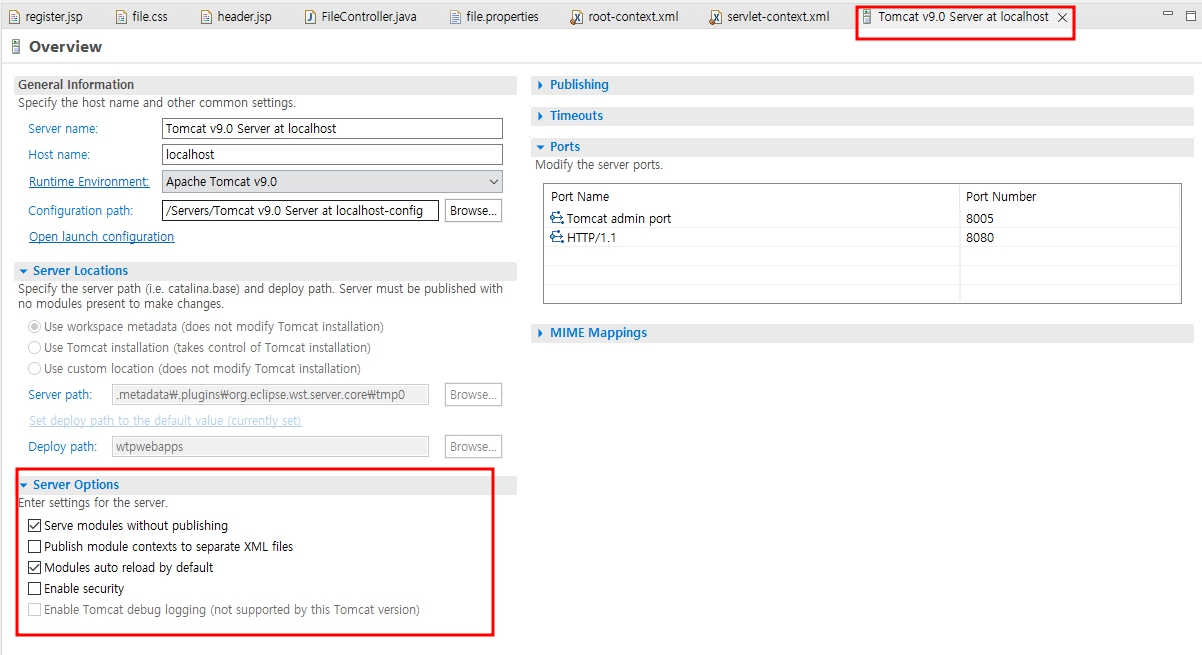 register.jsp
file.css
header.jsp
FileController.java
file.properties
root-context.xml
servlet-context.xml
Tomcat v9.0 Server at localhost
Overview
General Information
Specify the host name and other common settings.
Server name: Tomcat v9.0 Server at localhost
Host name: localhost
Runtime Environment: Apache Tomcat v9.0
Configuration path: /Servers/Tomcat v9.0 Server at localhost-config Browse...
Open launch configuration
Server Locations
Specify the server path (i.e. catalina.base) and deploy path. Server must be published with
no modules present to make changes.
Use workspace metadata (does not modify Tomcat installation)
Use Tomcat installation (takes control of Tomcat installation)
Use custom location (does not modify Tomcat installation)
Server path: .metadata₩.plugins₩org.eclipse.wst.server.core₩tmp0 Browse...
Set deploy path to the default value (currently set)
Deploy path: wtpwebapps Browse...
Server Options
Enter settings for the server.
Serve modules without publishing
Publish module contexts to separate XML files
Modules auto reload by default
Enable security
Enable Tomcat debug logging (not supported by this Tomcat version)
Publishing
Timeouts
Ports
Modify the server ports.
Port Name Port Number
Tomcat admin port 8005
HTTP/1.1 8080
MIME Mappings